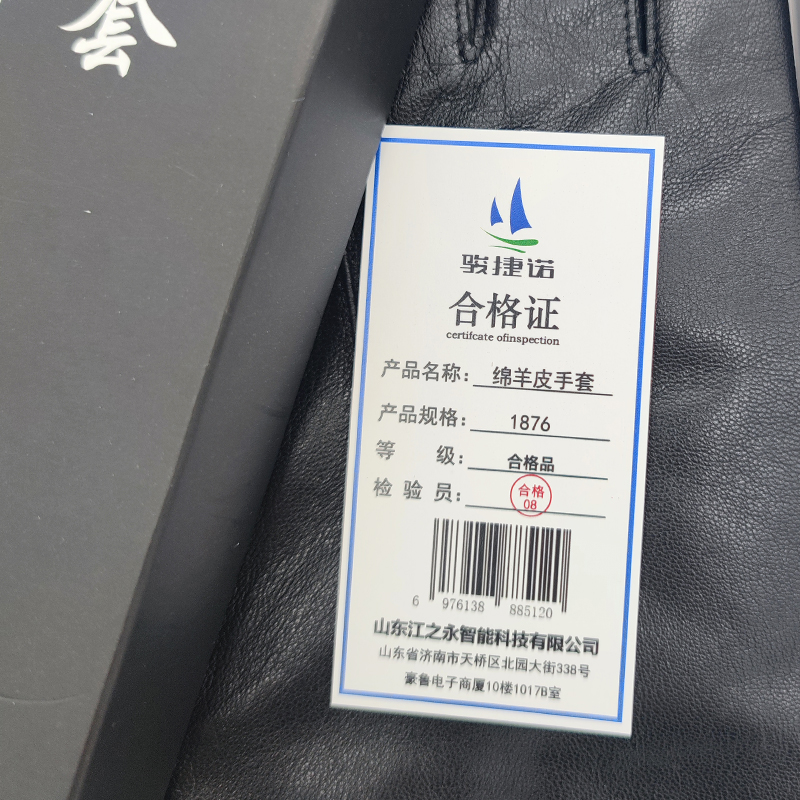 套
骏捷诺
合格证
certifcate ofinspection
产品名称: 绵羊皮手套
产品规格: 1876
等 级: 合格品
检 验 员: 合格 08
6 976138 885120
山东江之永智能科技有限公司
山东省济南市天桥区北园大街338号
豪鲁电子商厦10楼1017B室